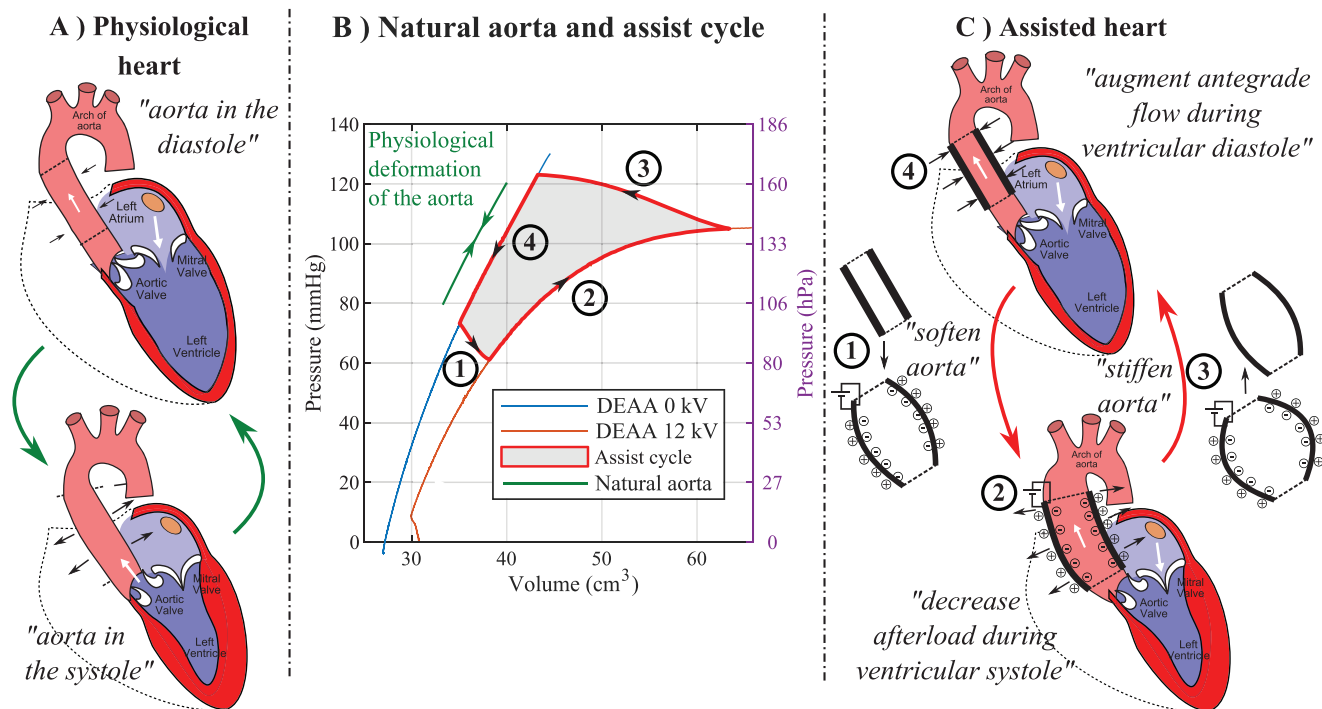 A ) Physiological
heart
"aorta in the
diastole"
Arch of
aorta
Left
Atrium
Aortic
Valve
Mitral
Valve
Left
Ventricle
Aortic
Valve
Mitral
Valve
Left
Ventricle
"aorta in
the systole"
B ) Natural aorta and assist cycle
Pressure (mmHg)
140
120
100
80
60
40
20
0
Physiological
deformation
of the aorta
1
2
3
4
DEAA 0 kV
DEAA 12 kV
Assist cycle
Natural aorta
30
40
50
60
Volume (cm³)
186
160
133
106
80
53
27
0
Pressure (hPa)
C ) Assisted heart
"augment antegrade
flow during
ventricular diastole"
4
Arch of
aorta
Left
Atrium
Aortic
Valve
Mitral
Valve
Left
Ventricle
1
"soften
aorta"
"stiffen
aorta"
3
2
Arch of
aorta
Aortic
Valve
Mitral
Valve
Left
Ventricle
"decrease
afterload during
ventricular systole"